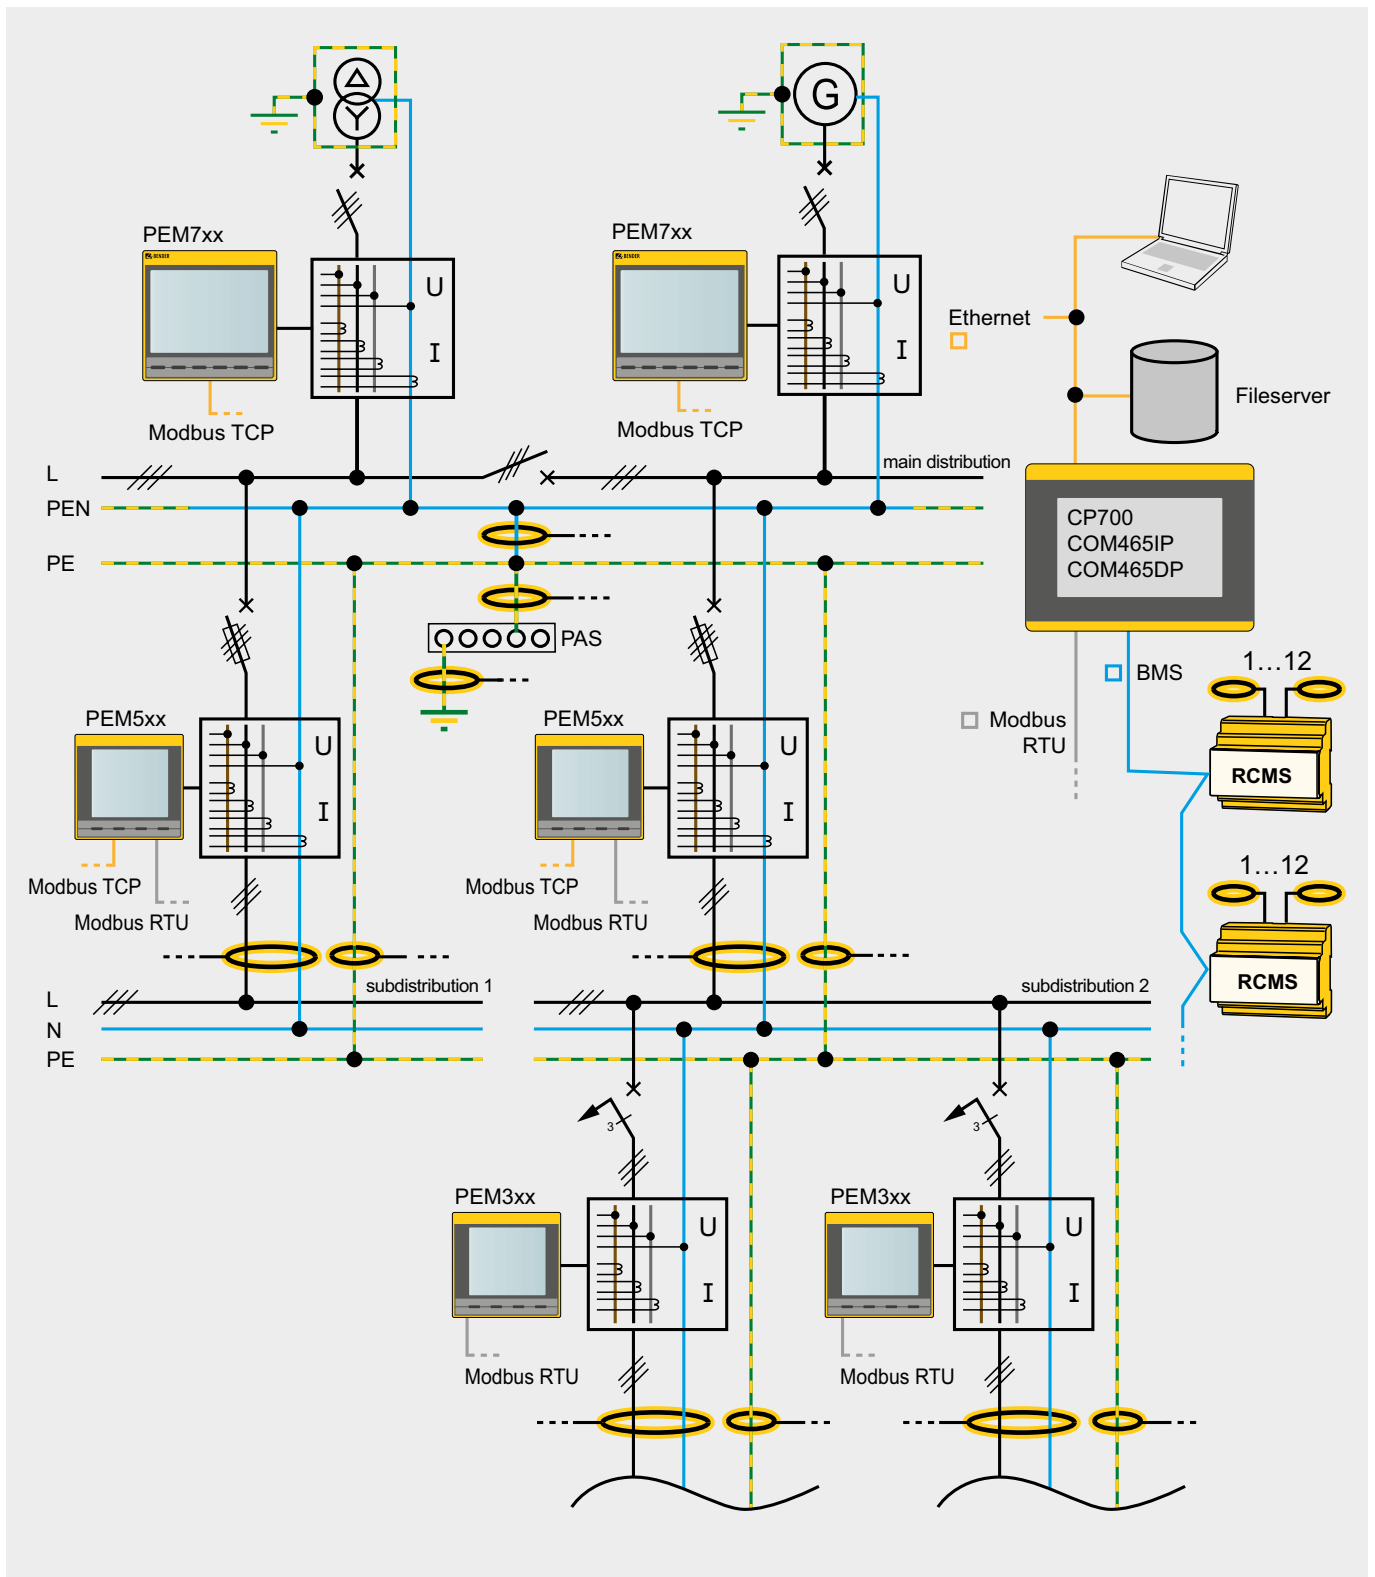 G
PEM7xx
PEM7xx
BENDER
BENDER
U
I
U
I
Ethernet
Fileserver
Modbus TCP
Modbus TCP
L
main distribution
PEN
PE
CP700
COM465IP
COM465DP
PAS
BMS
1...12
Modbus
RTU
RCMS
PEM5xx
PEM5xx
U
I
U
I
Modbus TCP
Modbus RTU
Modbus TCP
Modbus RTU
1...12
RCMS
subdistribution 1
subdistribution 2
L
N
PE
3
3
PEM3xx
PEM3xx
U
I
U
I
Modbus RTU
Modbus RTU